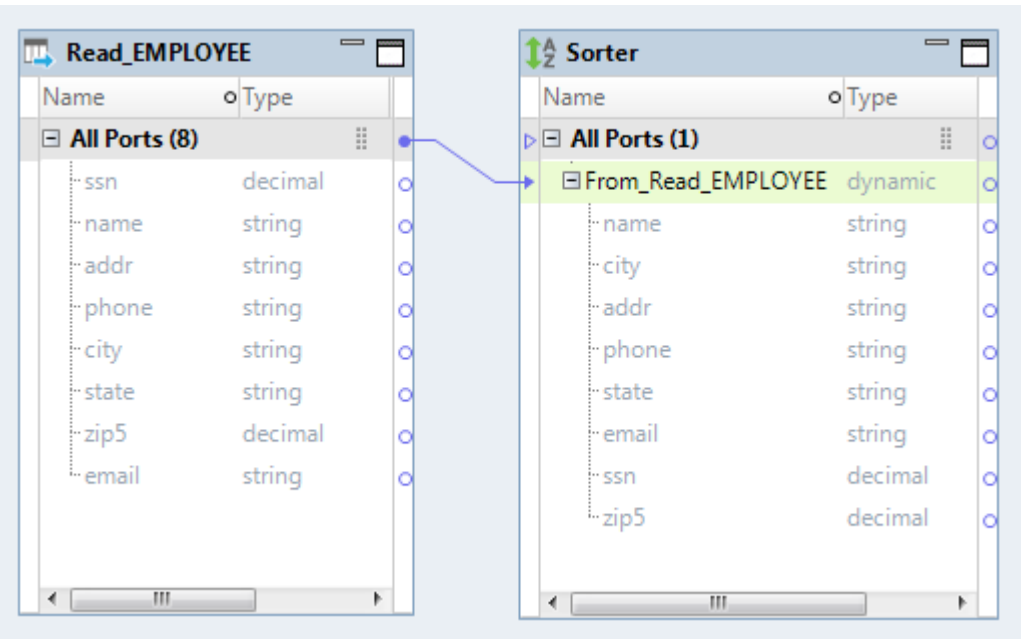 Read_EMPLOYEE
Name Type
All Ports (8)
ssn decimal
name string
addr string
phone string
city string
state string
zip5 decimal
email string
Sorter
Name Type
All Ports (1)
From_Read_EMPLOYEE dynamic
name string
city string
addr string
phone string
state string
email string
ssn decimal
zip5 decimal